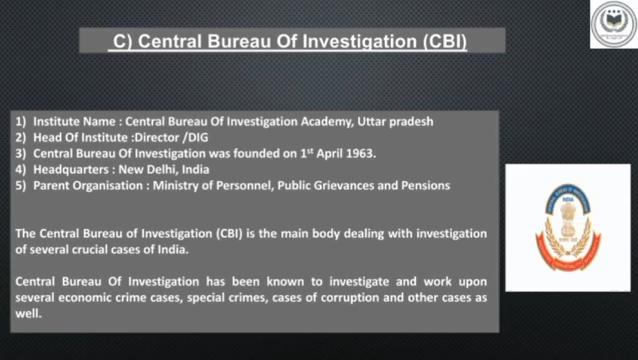 C) Central Bureau Of Investigation (CBI)
1) Institute Name : Central Bureau Of Investigation Academy, Uttar pradesh
2) Head Of Institute :Director /DIG
3) Central Bureau Of Investigation was founded on 1st April 1963.
4) Headquarters : New Delhi, India
5) Parent Organisation : Ministry of Personnel, Public Grievances and Pensions
The Central Bureau of Investigation (CBI) is the main body dealing with investigation
of several crucial cases of India.
Central Bureau Of Investigation has been known to investigate and work upon
several economic crime cases, special crimes, cases of corruption and other cases as
well.
INDIA